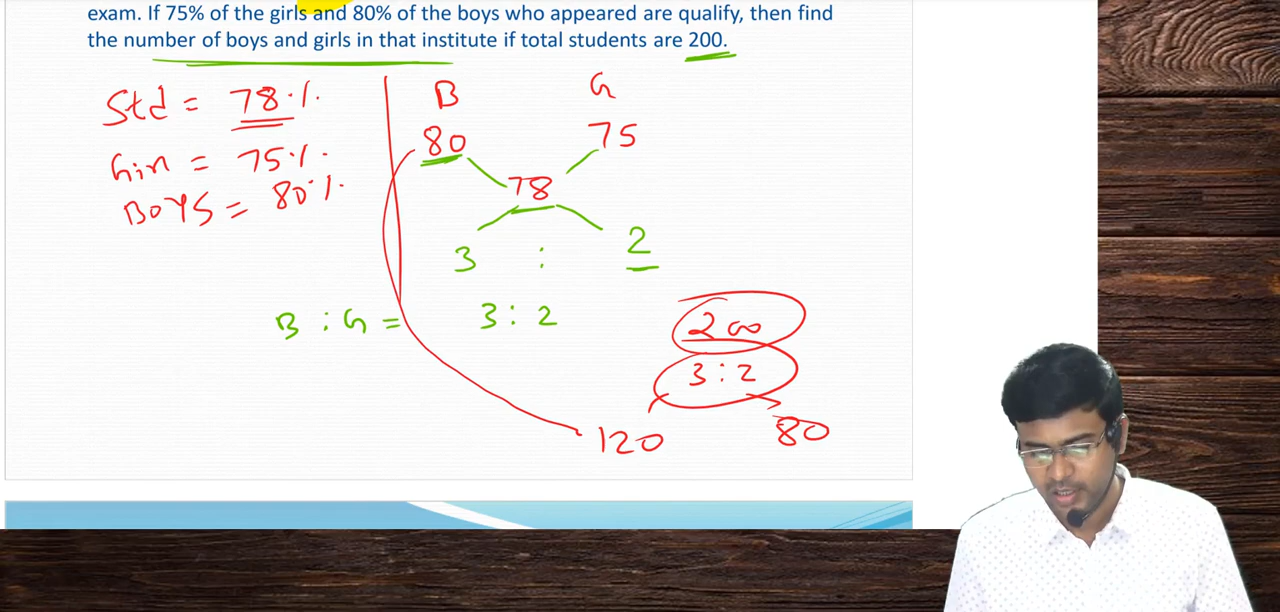 exam. If 75% of the girls and 80% of the boys who appeared are qualify, then find
the number of boys and girls in that institute if total students are 200.
Std = 78%
Girl = 75%
BOYS = 80%
B G
80 75
78
3 : 2
B : G = 3 : 2
200
3 : 2
120 80